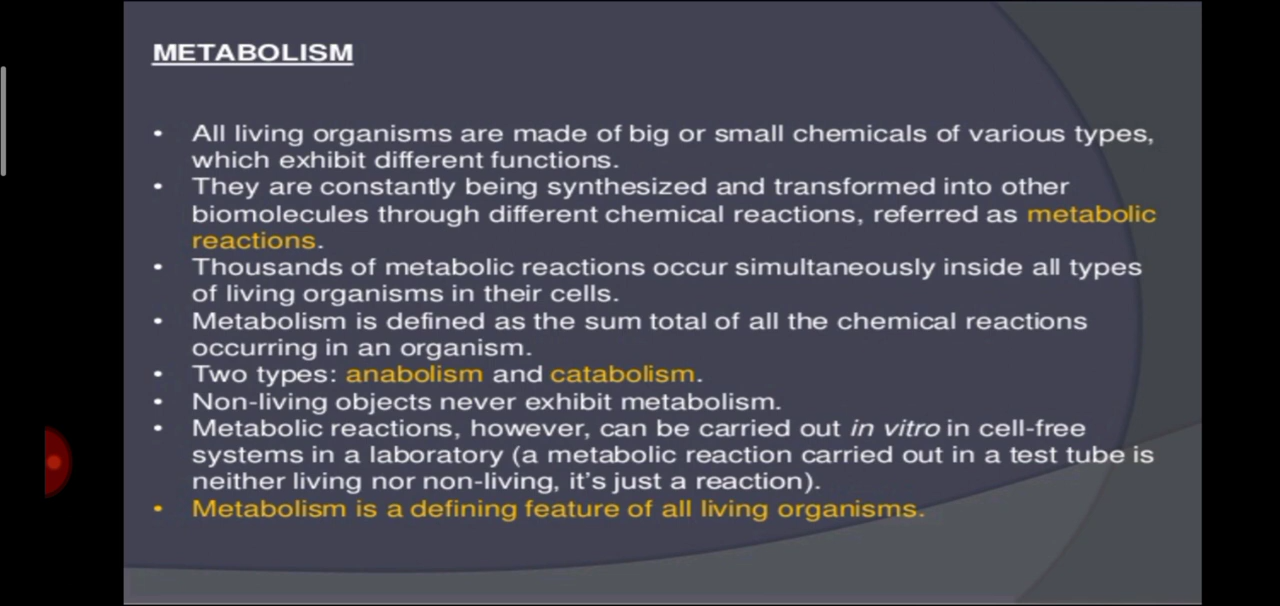 METABOLISM
• All living organisms are made of big or small chemicals of various types,
which exhibit different functions.
• They are constantly being synthesized and transformed into other
biomolecules through different chemical reactions, referred as metabolic
reactions.
• Thousands of metabolic reactions occur simultaneously inside all types
of living organisms in their cells.
• Metabolism is defined as the sum total of all the chemical reactions
occurring in an organism.
• Two types: anabolism and catabolism.
• Non-living objects never exhibit metabolism.
• Metabolic reactions, however, can be carried out in vitro in cell-free
systems in a laboratory (a metabolic reaction carried out in a test tube is
neither living nor non-living, it's just a reaction).
• Metabolism is a defining feature of all living organisms.